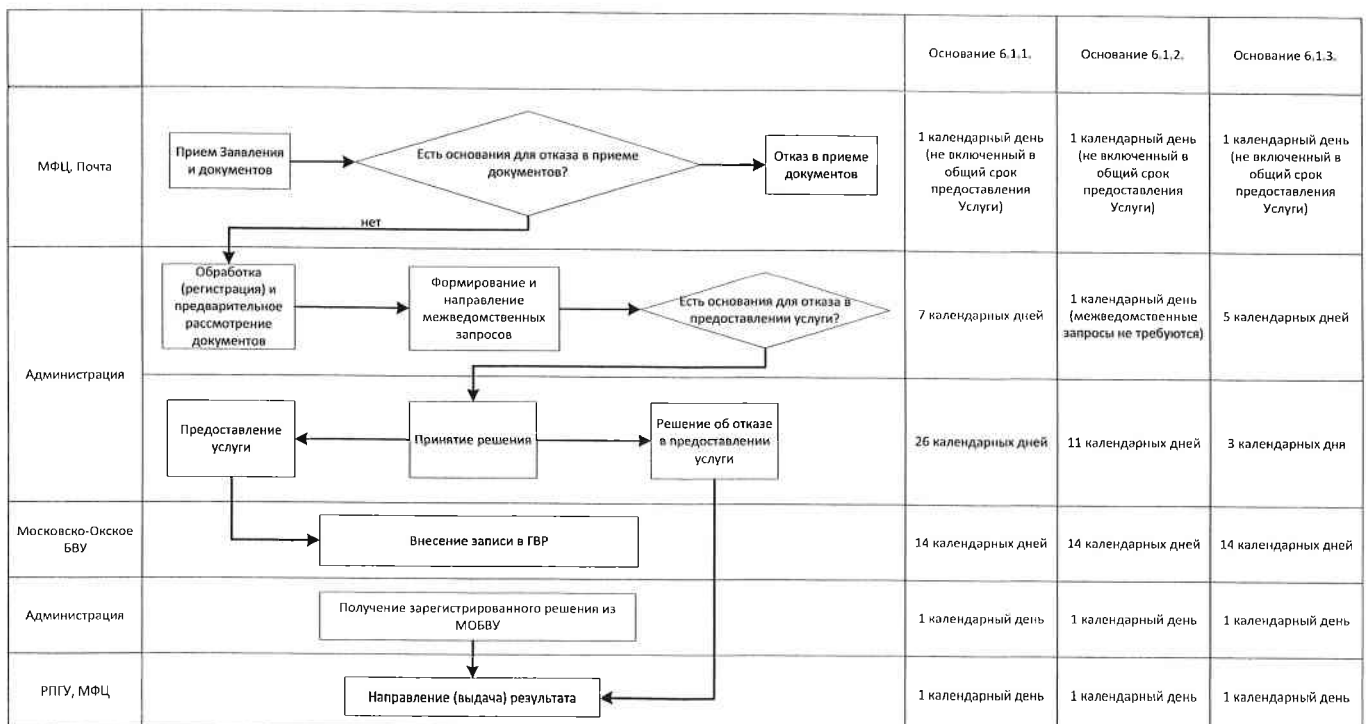 Основание 6.1.1.
Основание 6.1.2.
Основание 6.1.3.
МФЦ, Почта
Прием Заявления
и документов
Есть основания для отказа в приеме
документов?
Отказ в приеме
документов
1 календарный день
(не включенный в
общий срок
предоставления
Услуги)
1 календарный день
(не включенный в
общий срок
предоставления
Услуги)
1 календарный день
(не включенный в
общий срок
предоставления
Услуги)
нет
Администрация
Обработка
(регистрация) и
предварительное
рассмотрение
документов
Формирование и
направление
межведомственных
запросов
Есть основания для отказа в
предоставлении услуги?
7 календарных дней
1 календарный день
(межведомственные
запросы не требуются)
5 календарных дней
Предоставление
услуги
Принятие решения
Решение об отказе
в предоставлении
услуги
26 календарных дней
11 календарных дней
3 календарных дня
Московско-Окское
БВУ
Внесение записи в ГВР
14 календарных дней
14 календарных дней
14 календарных дней
Администрация
Получение зарегистрированного решения из
МОБВУ
1 календарный день
1 календарный день
1 календарный день
РПГУ, МФЦ
Направление (выдача) результата
1 календарный день
1 календарный день
1 календарный день